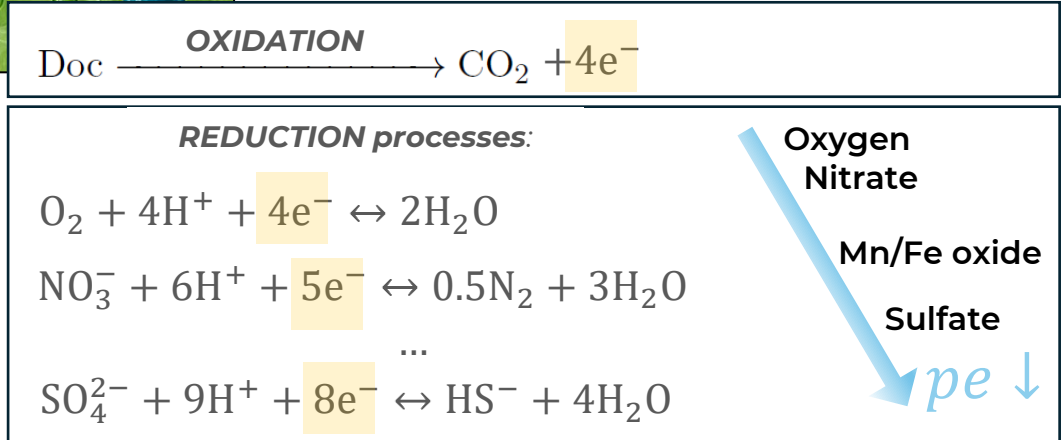 OXIDATION
Doc ⟶ CO₂ + 4e⁻
REDUCTION processes:
O₂ + 4H⁺ + 4e⁻ ↔ 2H₂O
NO₃⁻ + 6H⁺ + 5e⁻ ↔ 0.5N₂ + 3H₂O
...
SO₄²⁻ + 9H⁺ + 8e⁻ ↔ HS⁻ + 4H₂O
Oxygen
Nitrate
Mn/Fe oxide
Sulfate
pe ↓